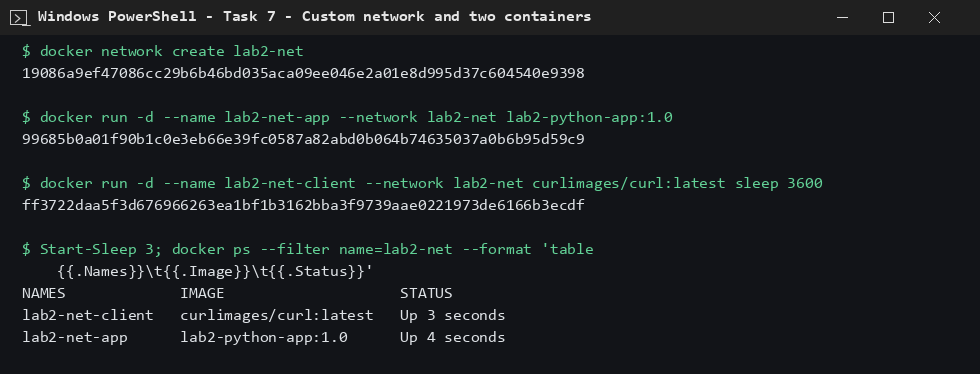 Windows PowerShell - Task 7 - Custom network and two containers
$ docker network create lab2-net
19086a9ef47086cc29b6b46bd035aca09ee046e2a01e8d995d37c604540e9398
$ docker run -d --name lab2-net-app --network lab2-net lab2-python-app:1.0
99685b0a01f90b1c0e3eb66e39fc0587a82abd0b064b74635037a0b6b95d59c9
$ docker run -d --name lab2-net-client --network lab2-net curlimages/curl:latest sleep 3600
ff3722daa5f3d676966263ea1bf1b3162bba3f9739aae0221973de6166b3ecdf
$ Start-Sleep 3; docker ps --filter name=lab2-net --format 'table
{{.Names}}\t{{.Image}}\t{{.Status}}'
NAMES IMAGE STATUS
lab2-net-client curlimages/curl:latest Up 3 seconds
lab2-net-app lab2-python-app:1.0 Up 4 seconds